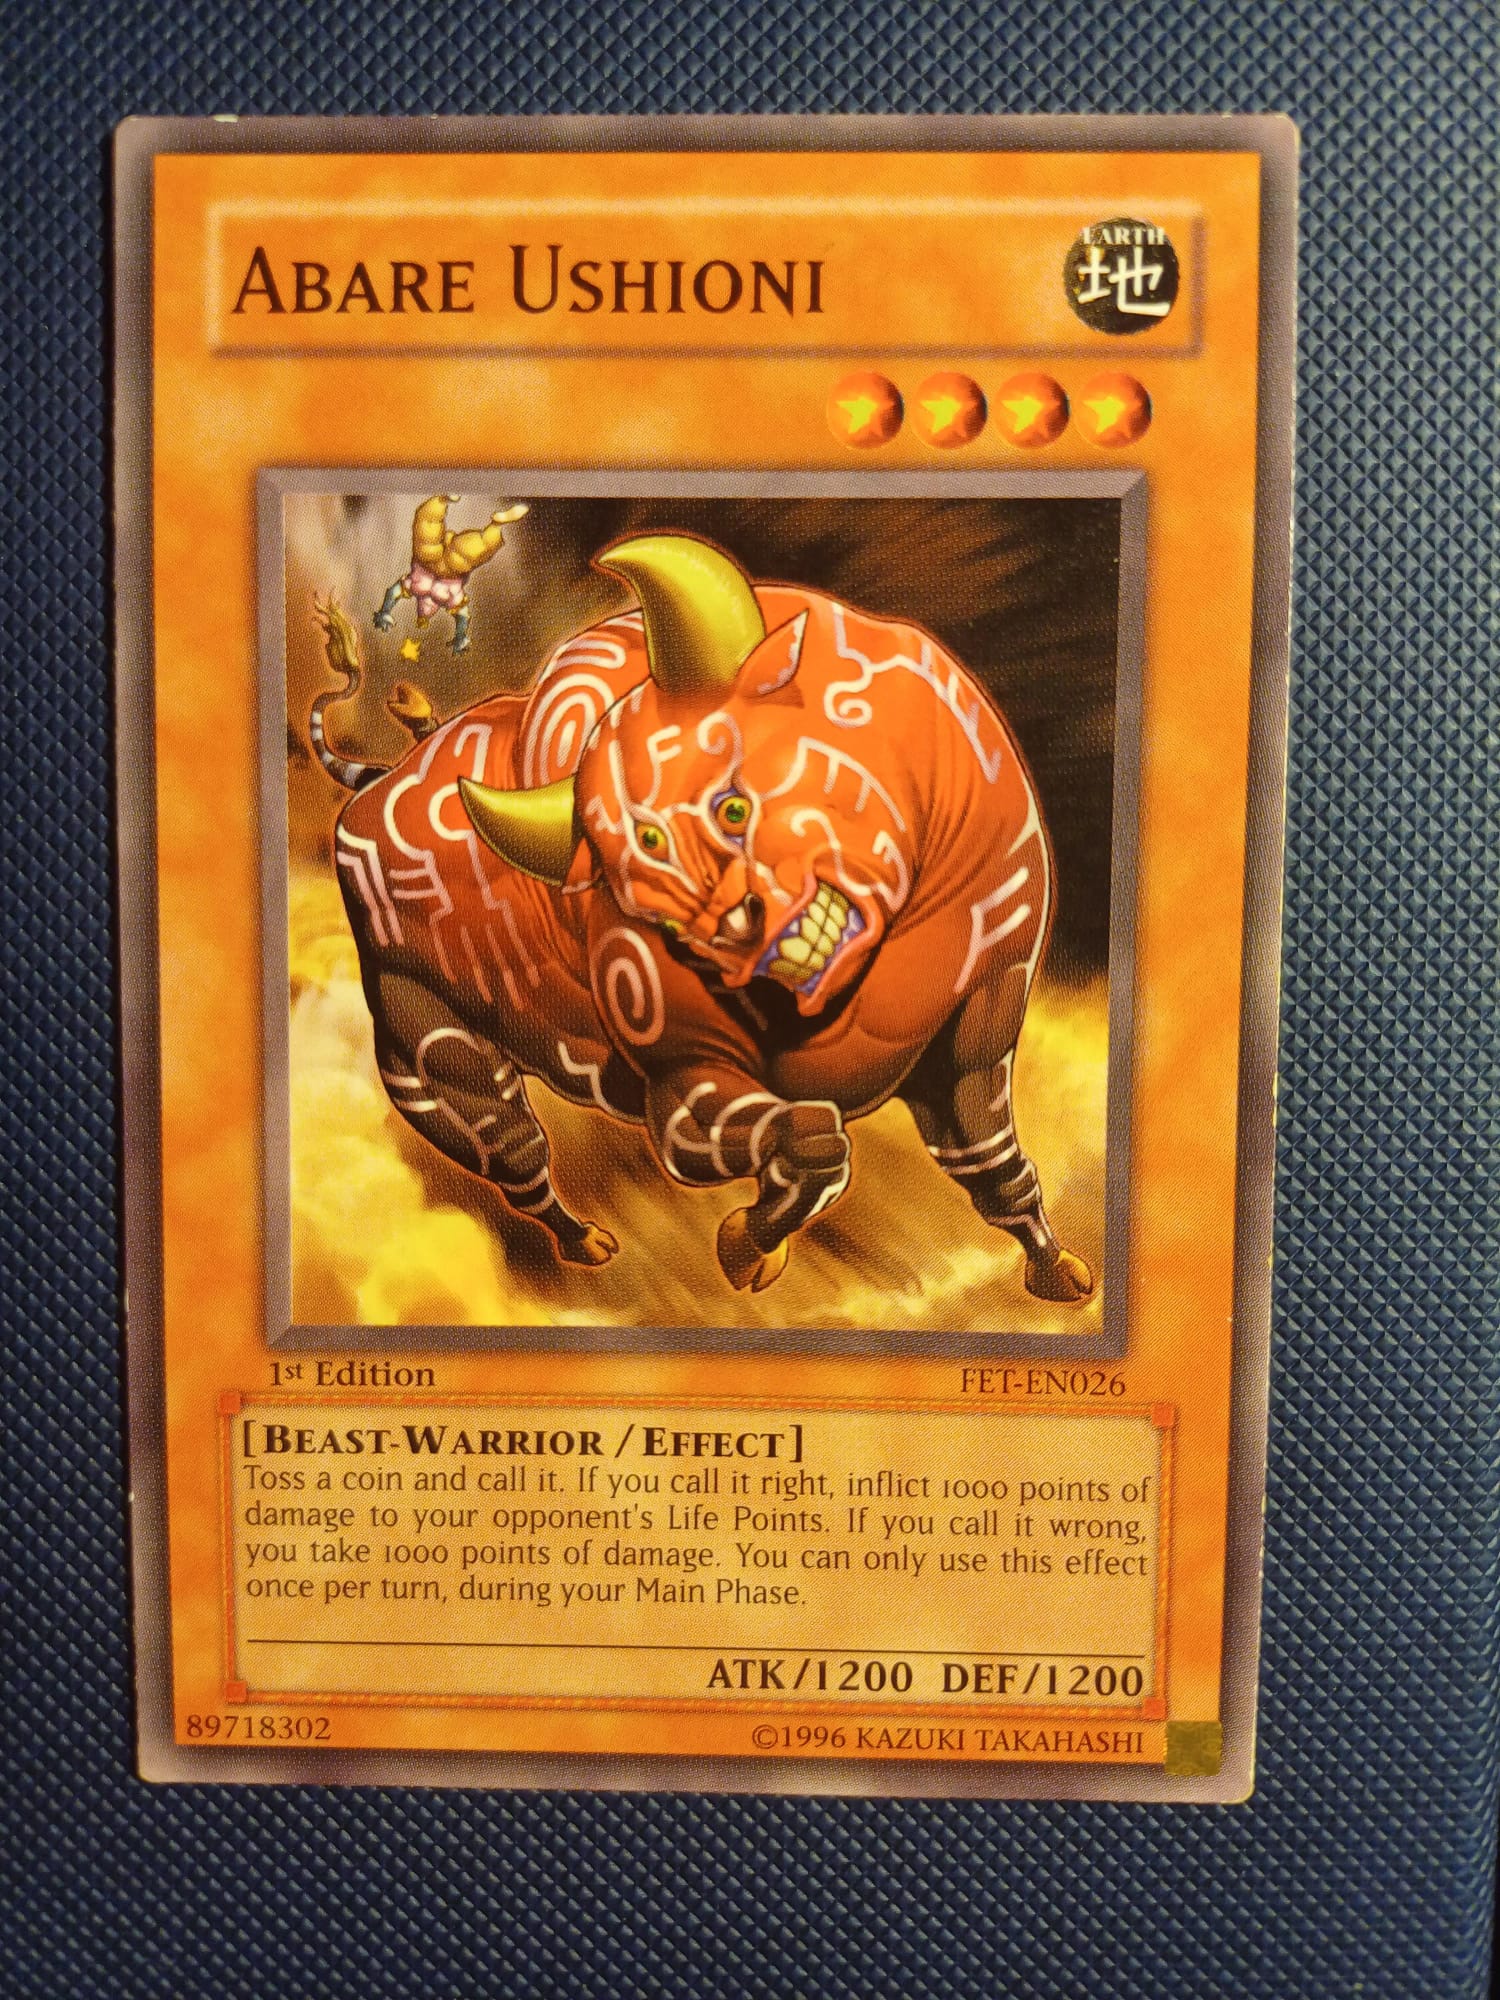 ABARE USHIONI
EARTH
地
1st Edition
FET-EN026
[BEAST-WARRIOR / EFFECT]
Toss a coin and call it. If you call it right, inflict 1000 points of
damage to your opponent's Life Points. If you call it wrong,
you take 1000 points of damage. You can only use this effect
once per turn, during your Main Phase.
ATK/1200 DEF/1200
89718302
©1996 KAZUKI TAKAHASHI